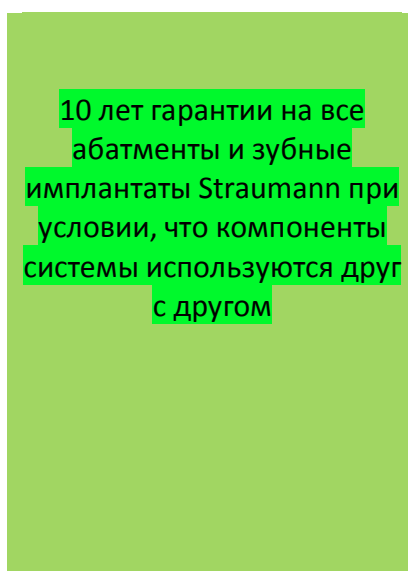 10 лет гарантии на все
абатменты и зубные
имплантаты Straumann при
условии, что компоненты
системы используются друг
с другом